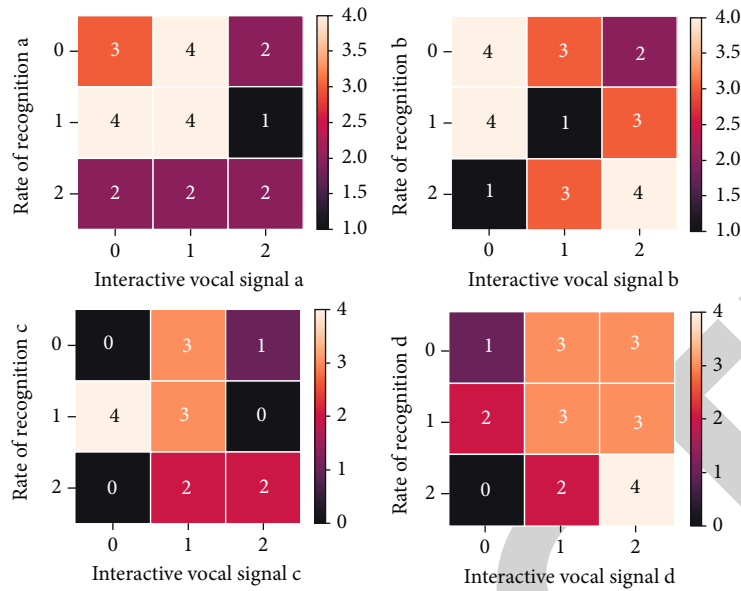 Rate of recognition a
0
1
2
3 4 2
4 4 1
2 2 2
0 1 2
Interactive vocal signal a
4.0
3.5
3.0
2.5
2.0
1.5
1.0
Rate of recognition b
0
1
2
4 3 2
4 1 3
1 3 4
0 1 2
Interactive vocal signal b
4.0
3.5
3.0
2.5
2.0
1.5
1.0
Rate of recognition c
0
1
2
0 3 1
4 3 0
0 2 2
0 1 2
Interactive vocal signal c
4
3
2
1
0
Rate of recognition d
0
1
2
1 3 3
2 3 3
0 2 4
0 1 2
Interactive vocal signal d
4
3
2
1
0